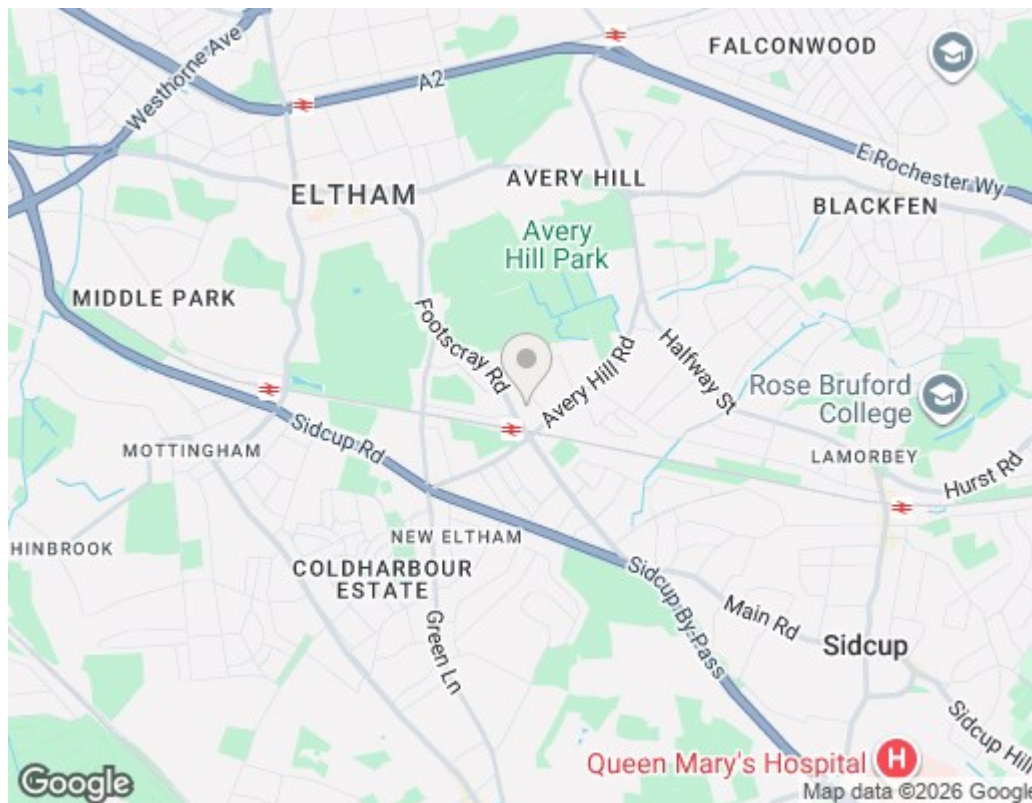 Westhorne Ave
A2
FALCONWOOD
E Rochester Wy
ELTHAM
AVERY HILL
BLACKFEN
Avery
Hill Park
MIDDLE PARK
Footscray Rd
Avery Hill Rd
Halfway St
Rose Bruford
College
Sidcup Rd
MOTTINGHAM
LAMORBEY
Hurst Rd
HINBROOK
NEW ELTHAM
COLDHARBOUR
ESTATE
Green Ln
Sidcup By-Pass
Main Rd
Sidcup
Sidcup Hill
Queen Mary's Hospital
H
Google
Map data ©2026 Google